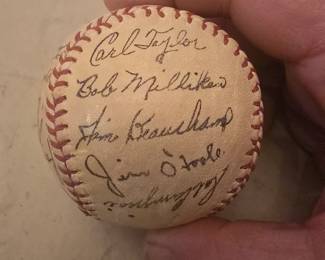 Carl Taylor
Bob Milliken
Jim Beauchamp
Jim O'Toole